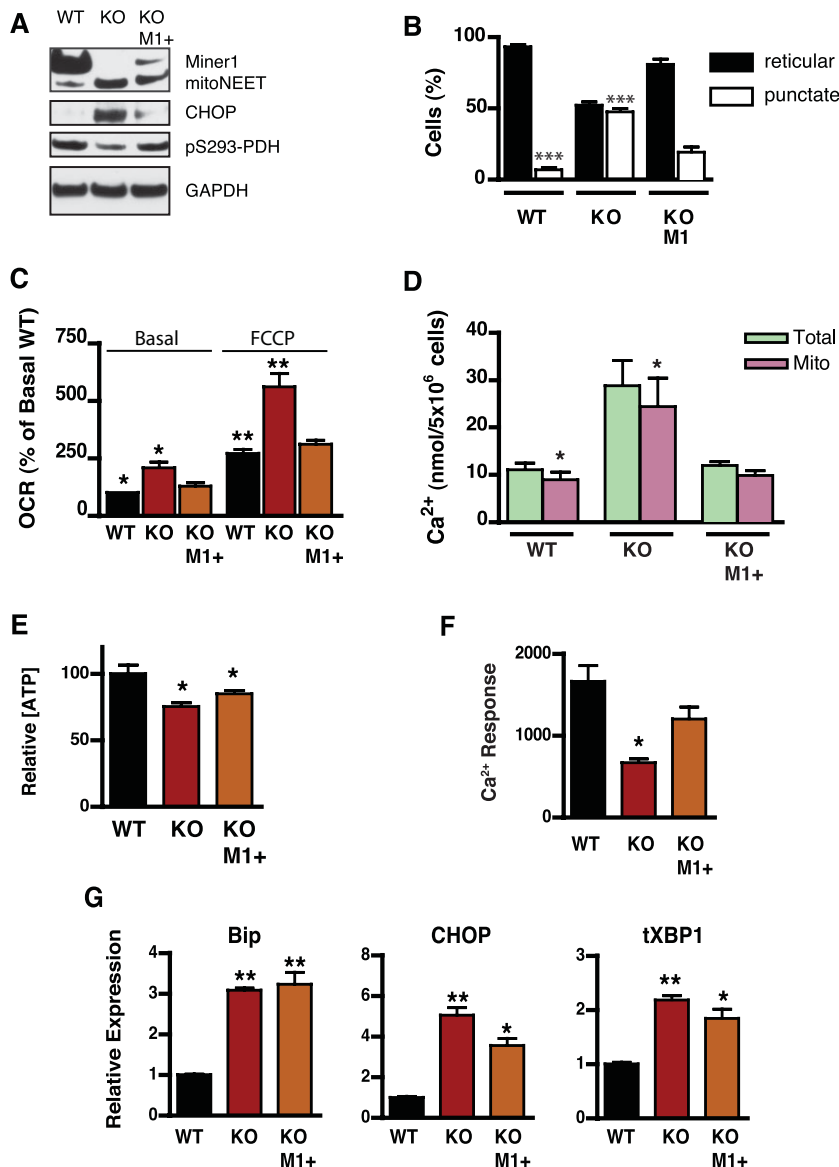 A
WT KO KO
M1+
Miner1
mitoNEET
CHOP
pS293-PDH
GAPDH
B
Cells (%)
100
50
0
***
***
reticular
punctate
WT KO KO
M1
C
OCR (% of Basal WT)
750
500
250
0
Basal FCCP
* * ** **
WT KO KO WT KO KO
M1+ M1+
D
Ca2+ (nmol/5x10⁶ cells)
40
30
20
10
0
* *
Total
Mito
WT KO KO
M1+
E
Relative [ATP]
100
50
0
* *
WT KO KO
M1+
F
Ca2+ Response
2000
1000
0
*
WT KO KO
M1+
G
Relative Expression
Bip
4
3
2
1
0
** **
WT KO KO
M1+
CHOP
8
6
4
2
0
** *
WT KO KO
M1+
tXBP1
3
2
1
0
** *
WT KO KO
M1+